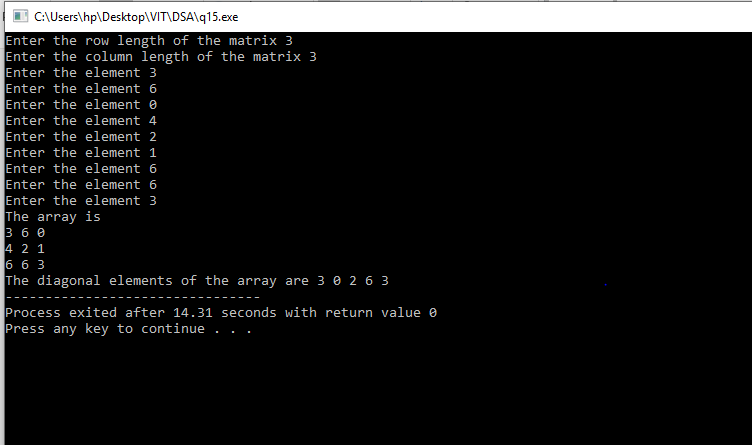 C:\Users\hp\Desktop\VIT\DSA\q15.exe
Enter the row length of the matrix 3
Enter the column length of the matrix 3
Enter the element 3
Enter the element 6
Enter the element 0
Enter the element 4
Enter the element 2
Enter the element 1
Enter the element 6
Enter the element 6
Enter the element 3
The array is
3 6 0
4 2 1
6 6 3
The diagonal elements of the array are 3 0 2 6 3
--------------------------------
Process exited after 14.31 seconds with return value 0
Press any key to continue . . .